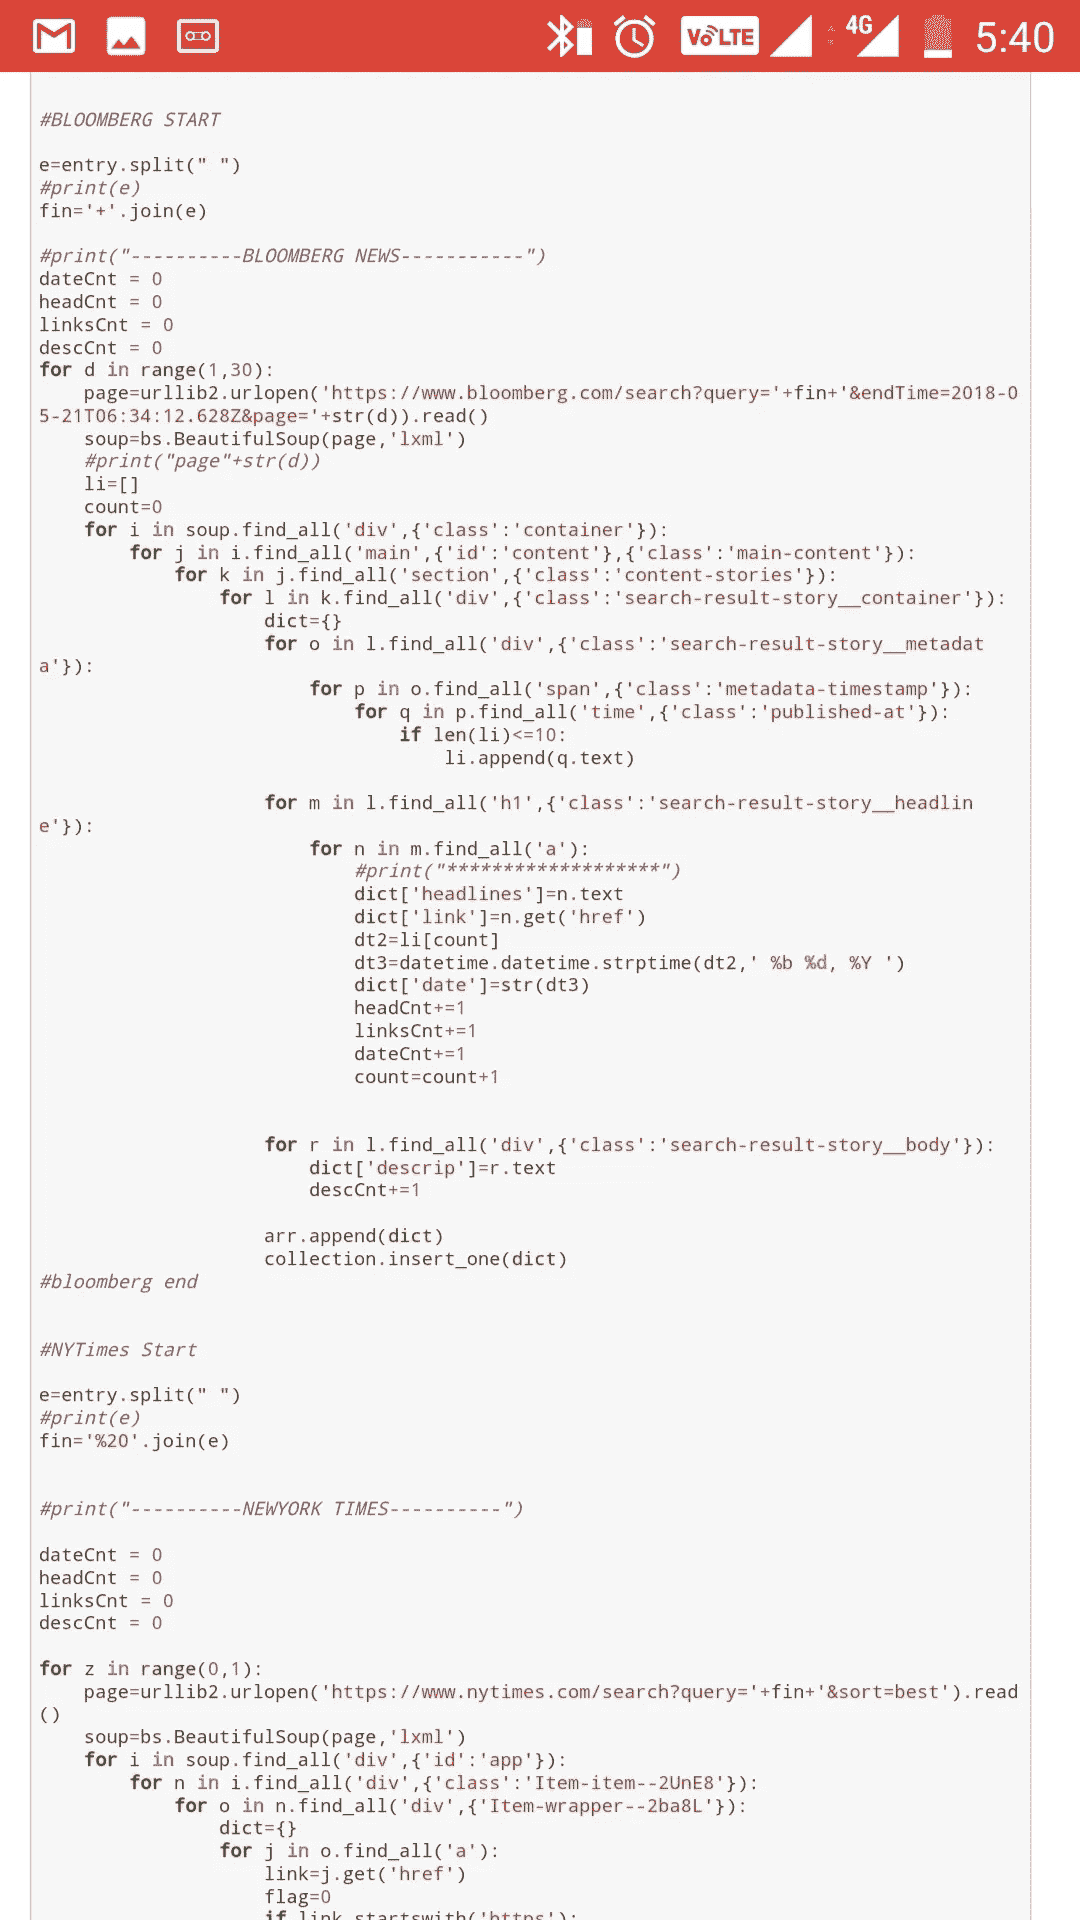 VoLTE 4G 5:40
#BLOOMBERG START
e=entry.split(" ")
#print(e)
fin='+'.join(e)
#print("----------BLOOMBERG NEWS-----------")
dateCnt = 0
headCnt = 0
linksCnt = 0
descCnt = 0
for d in range(1,30):
    page=urllib2.urlopen('https://www.bloomberg.com/search?query='+fin+'&endTime=2018-0
5-21T06:34:12.628Z&page='+str(d)).read()
    soup=bs.BeautifulSoup(page,'lxml')
    #print("page"+str(d))
    li=[]
    count=0
    for i in soup.find_all('div',{'class':'container'}):
        for j in i.find_all('main',{'id':'content'},{'class':'main-content'}):
            for k in j.find_all('section',{'class':'content-stories'}):
                for l in k.find_all('div',{'class':'search-result-story__container'}):
                    dict={}
                    for o in l.find_all('div',{'class':'search-result-story__metadat
a'}):
                        for p in o.find_all('span',{'class':'metadata-timestamp'}):
                            for q in p.find_all('time',{'class':'published-at'}):
                                if len(li)<=10:
                                    li.append(q.text)
                    for m in l.find_all('h1',{'class':'search-result-story__headlin
e'}):
                        for n in m.find_all('a'):
                            #print("*******************")
                            dict['headlines']=n.text
                            dict['link']=n.get('href')
                            dt2=li[count]
                            dt3=datetime.datetime.strptime(dt2,' %b %d, %Y ')
                            dict['date']=str(dt3)
                            headCnt+=1
                            linksCnt+=1
                            dateCnt+=1
                            count=count+1
                    for r in l.find_all('div',{'class':'search-result-story__body'}):
                        dict['descrip']=r.text
                        descCnt+=1
                    arr.append(dict)
                    collection.insert_one(dict)
#bloomberg end
#NYTimes Start
e=entry.split(" ")
#print(e)
fin='%20'.join(e)
#print("----------NEWYORK TIMES----------")
dateCnt = 0
headCnt = 0
linksCnt = 0
descCnt = 0
for z in range(0,1):
    page=urllib2.urlopen('https://www.nytimes.com/search?query='+fin+'&sort=best').read
()
    soup=bs.BeautifulSoup(page,'lxml')
    for i in soup.find_all('div',{'id':'app'}):
        for n in i.find_all('div',{'class':'Item-item--2UnE8'}):
            for o in n.find_all('div',{'Item-wrapper--2ba8L'}):
                dict={}
                for j in o.find_all('a'):
                    link=j.get('href')
                    flag=0
                    if link.startswith('https'):